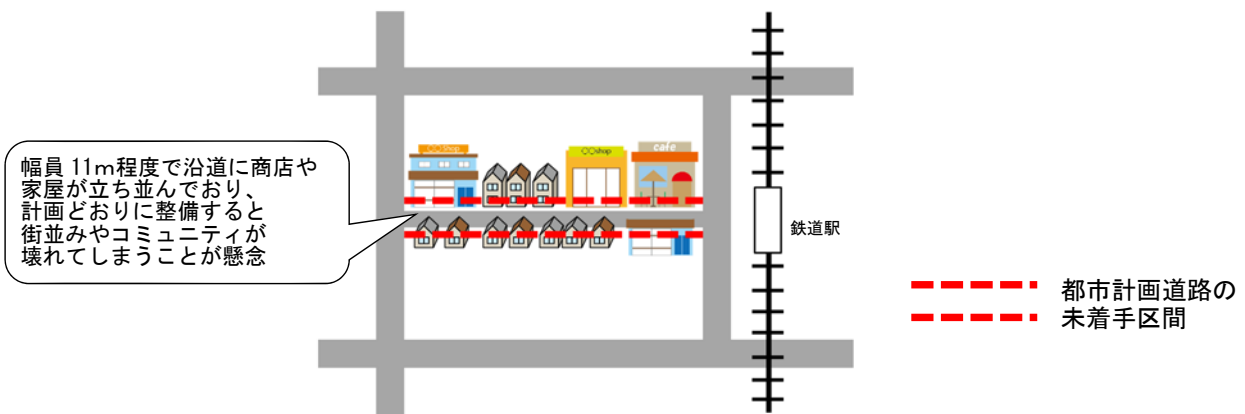 〇〇Shop
〇〇shop
cafe
幅員 11m程度で沿道に商店や
家屋が立ち並んでおり、
計画どおりに整備すると
街並みやコミュニティが
壊れてしまうことが懸念
鉄道駅
都市計画道路の
未着手区間